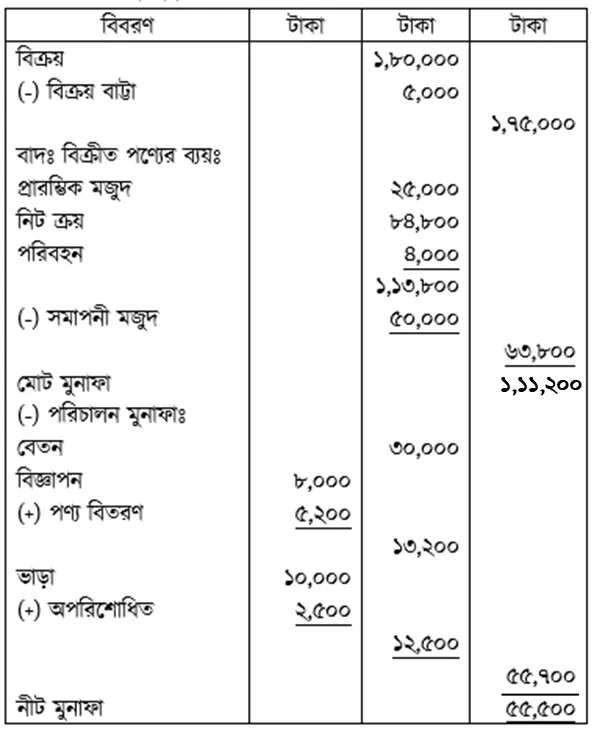 বিবরণ টাকা টাকা টাকা
বিক্রয় ১,৮০,০০০
(-) বিক্রয় বাট্টা ৫,০০০
১,৭৫,০০০
বাদঃ বিক্রীত পণ্যের ব্যয়ঃ
প্রারম্ভিক মজুদ ২৫,০০০
নিট ক্রয় ৮৪,৮০০
পরিবহন ৪,০০০
১,১৩,৮০০
(-) সমাপনী মজুদ ৫০,০০০
৬৩,৮০০
মোট মুনাফা ১,১১,২০০
(-) পরিচালন মুনাফাঃ
বেতন ৩০,০০০
বিজ্ঞাপন ৮,০০০
(+) পণ্য বিতরণ ৫,২০০
১৩,২০০
ভাড়া ১০,০০০
(+) অপরিশোধিত ২,৫০০
১২,৫০০
৫৫,৭০০
নীট মুনাফা ৫৫,৫০০